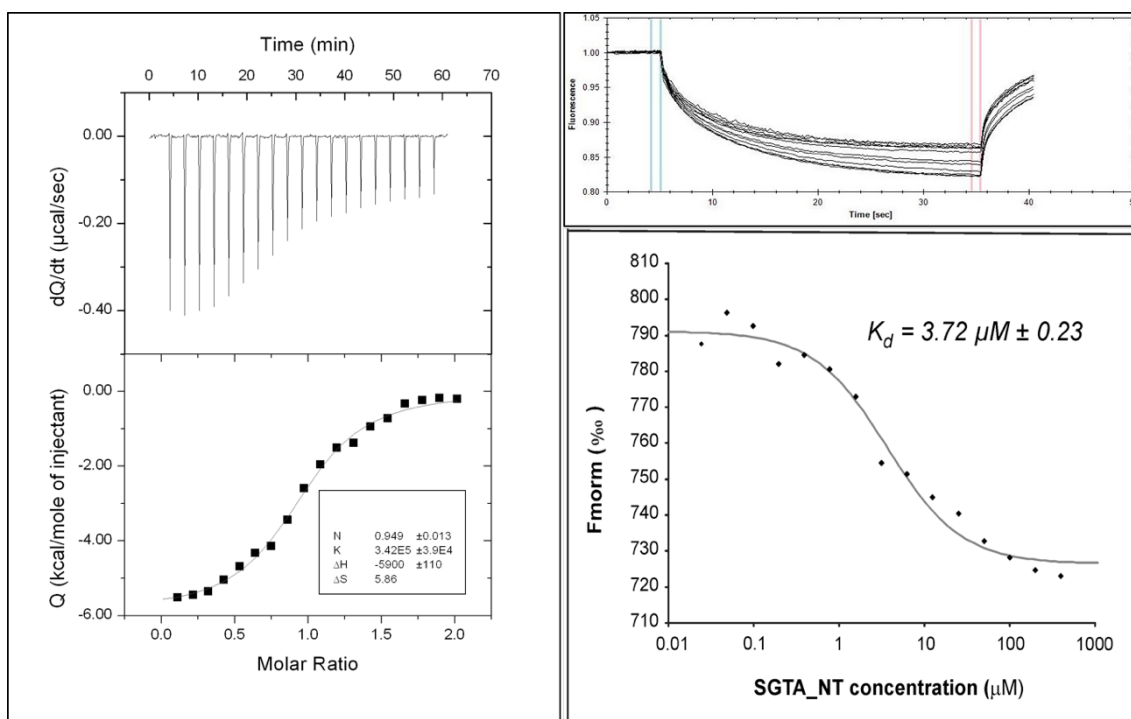 Time (min)
0 10 20 30 40 50 60 70
0.00
-0.20
-0.40
dQ/dt (µcal/sec)
0.00
-2.00
-4.00
-6.00
Q (kcal/mole of injectant)
N 0.949 ±0.013
K 3.42E5 ±3.9E4
ΔH -5900 ±110
ΔS 5.86
0.0 0.5 1.0 1.5 2.0
Molar Ratio
1.05
1.00
0.95
0.90
0.85
0.80
Fluorescence
0 10 20 30 40
Time [sec]
810
800
790
780
770
760
750
740
730
720
710
Fmorm (‰)
K_d = 3.72 µM ± 0.23
0.01 0.1 1 10 100 1000
SGTA_NT concentration (µM)